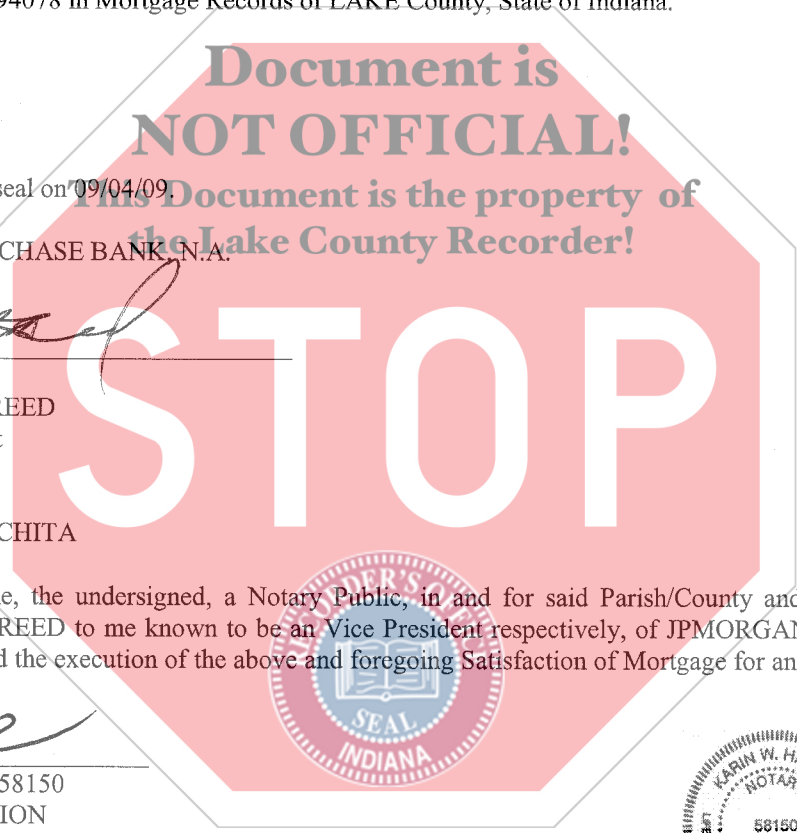 94078 in Mortgage Records of LAKE County, State of Indiana.
Document is
NOT OFFICIAL!
seal on 09/04/09.
This Document is the property of
the Lake County Recorder!
CHASE BANK, N.A.
STOP
REED
CHITA
the undersigned, a Notary Public, in and for said Parish/County and
REED to me known to be an Vice President respectively, of JPMORGAN
the execution of the above and foregoing Satisfaction of Mortgage for
RECORDER'S OFFICE
SEAL
INDIANA
58150
KARIN W.
58150